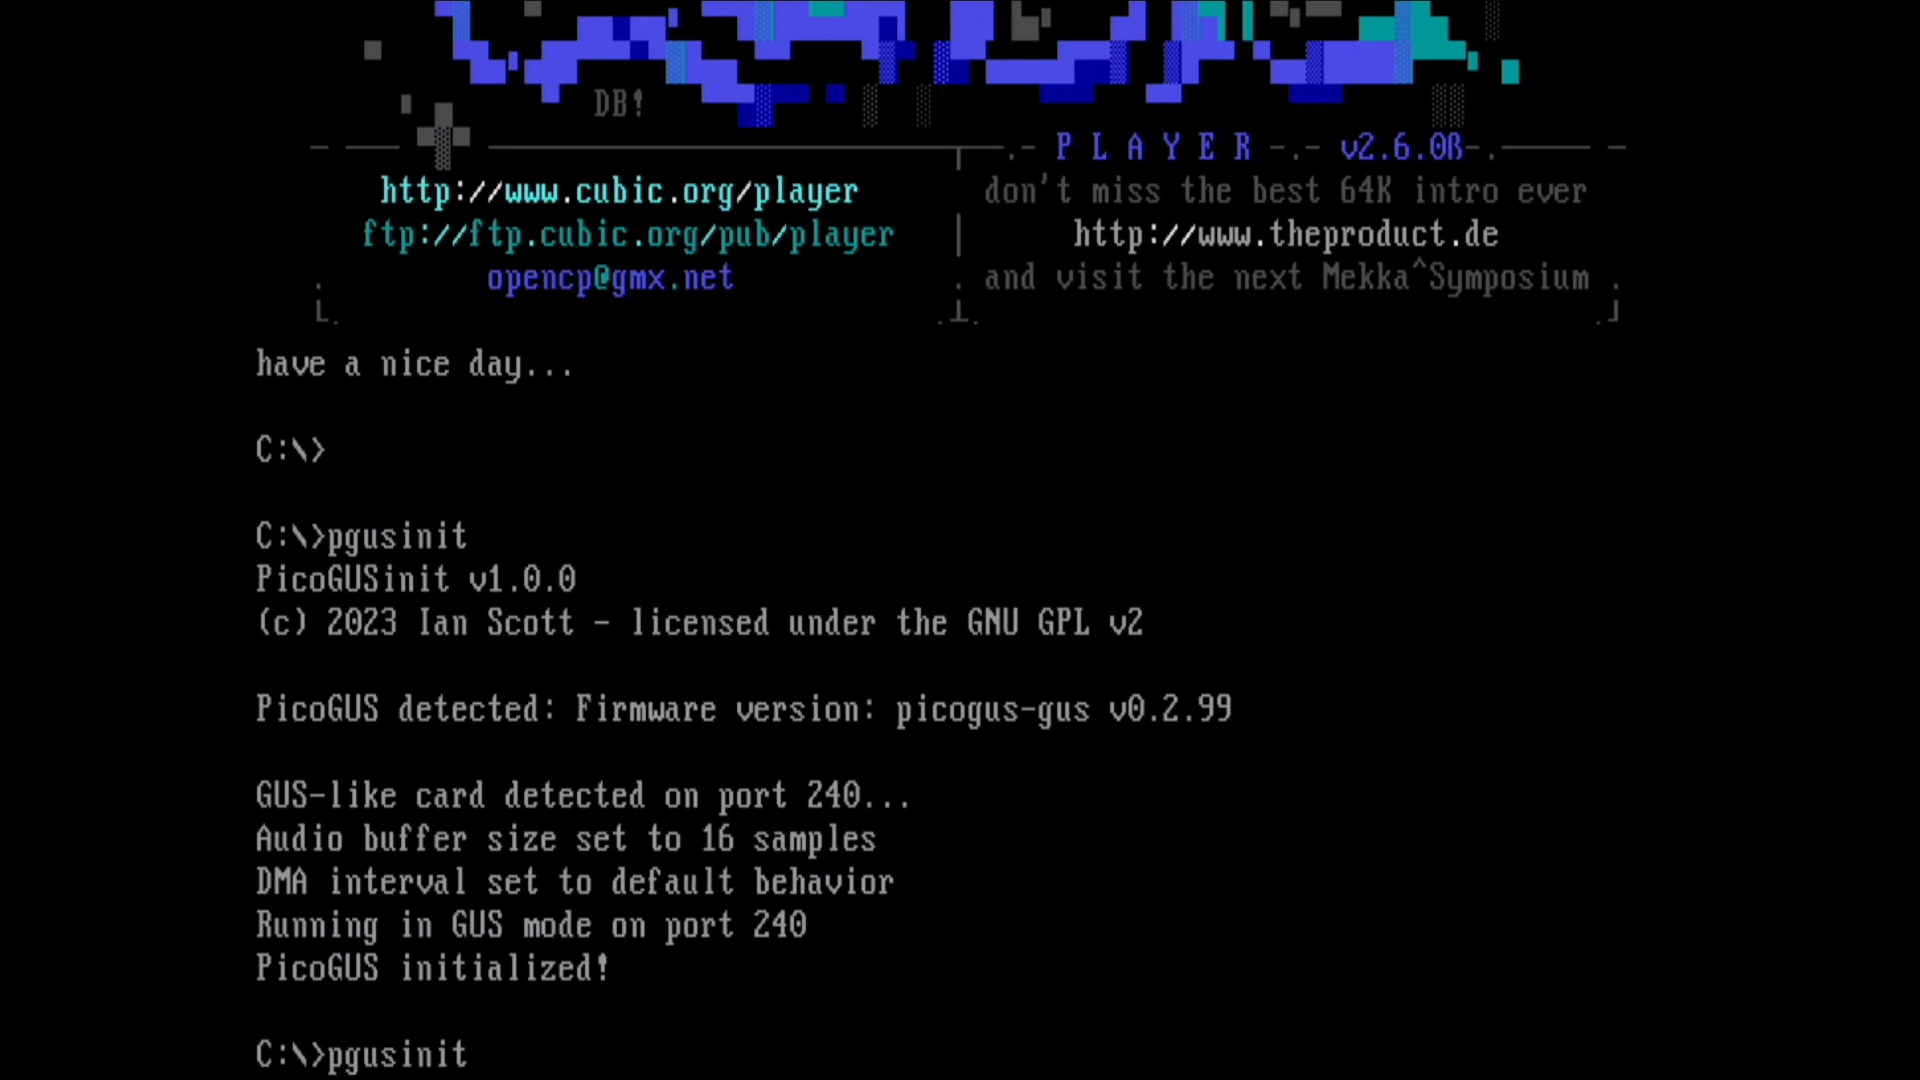 DB!
P L A Y E R -.- v2.6.0ß
http://www.cubic.org/player
don't miss the best 64K intro ever
ftp://ftp.cubic.org/pub/player
http://www.theproduct.de
opencp@gmx.net
and visit the next Mekka^Symposium
have a nice day...
C:\>
C:\>pgusinit
PicoGUSinit v1.0.0
(c) 2023 Ian Scott - licensed under the GNU GPL v2
PicoGUS detected: Firmware version: picogus-gus v0.2.99
GUS-like card detected on port 240...
Audio buffer size set to 16 samples
DMA interval set to default behavior
Running in GUS mode on port 240
PicoGUS initialized!
C:\>pgusinit